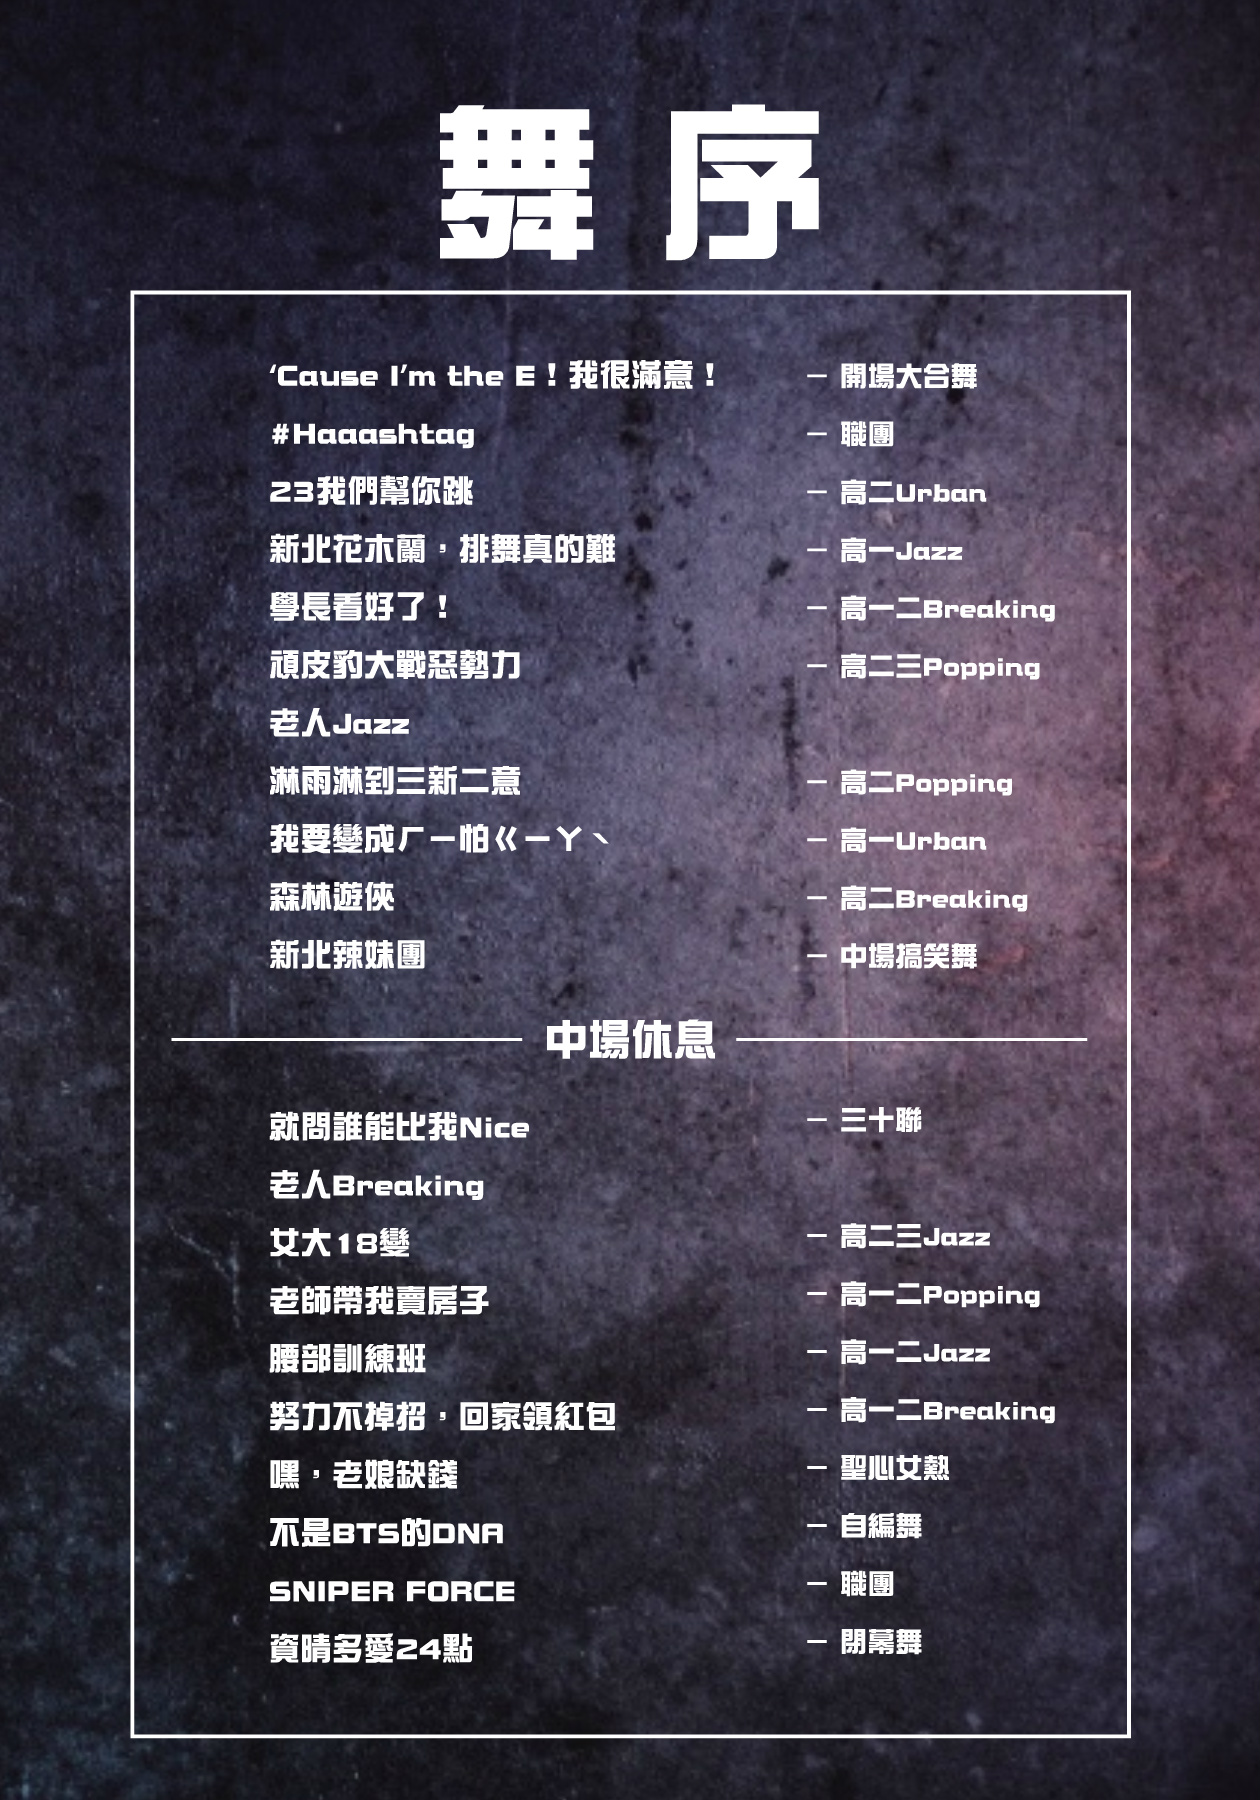 舞序
‘Cause I’m the E！我很滿意！ — 開場大合舞
#Haaashtag — 職團
23我們幫你跳 — 高二Urban
新北花木蘭，排舞真的難 — 高一Jazz
學長看好了！ — 高一二Breaking
頑皮豹大戰惡勢力 — 高二三Popping
老人Jazz
淋雨淋到三新二意 — 高二Popping
我要變成ㄏㄧ怕ㄍㄧㄚˋ — 高一Urban
森林遊俠 — 高二Breaking
新北辣妹團 — 中場搞笑舞
中場休息
就問誰能比我Nice — 三十聯
老人Breaking
女大18變 — 高二三Jazz
老師帶我賣房子 — 高一二Popping
腰部訓練班 — 高一二Jazz
努力不掉招，回家領紅包 — 高一二Breaking
嘿，老娘缺錢 — 聖心女熱
不是BTS的DNA — 自編舞
SNIPER FORCE — 職團
資晴多愛24點 — 閉幕舞